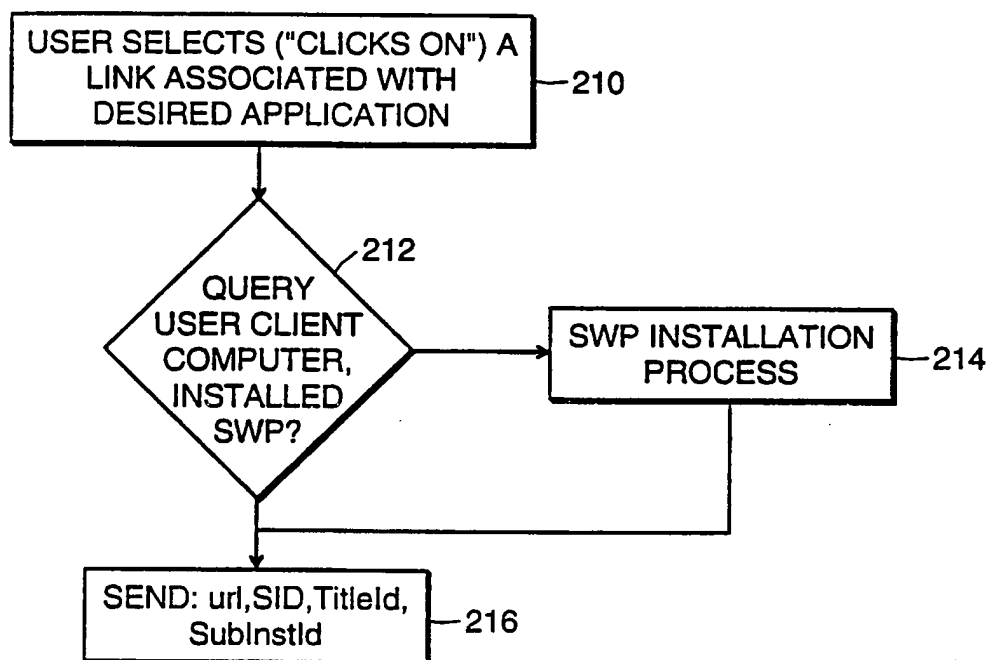 USER SELECTS ("CLICKS ON") A
LINK ASSOCIATED WITH
DESIRED APPLICATION
210
212
QUERY
USER CLIENT
COMPUTER,
INSTALLED
SWP?
SWP INSTALLATION
PROCESS
214
SEND: url,SID,TitleId,
SubInstId
216